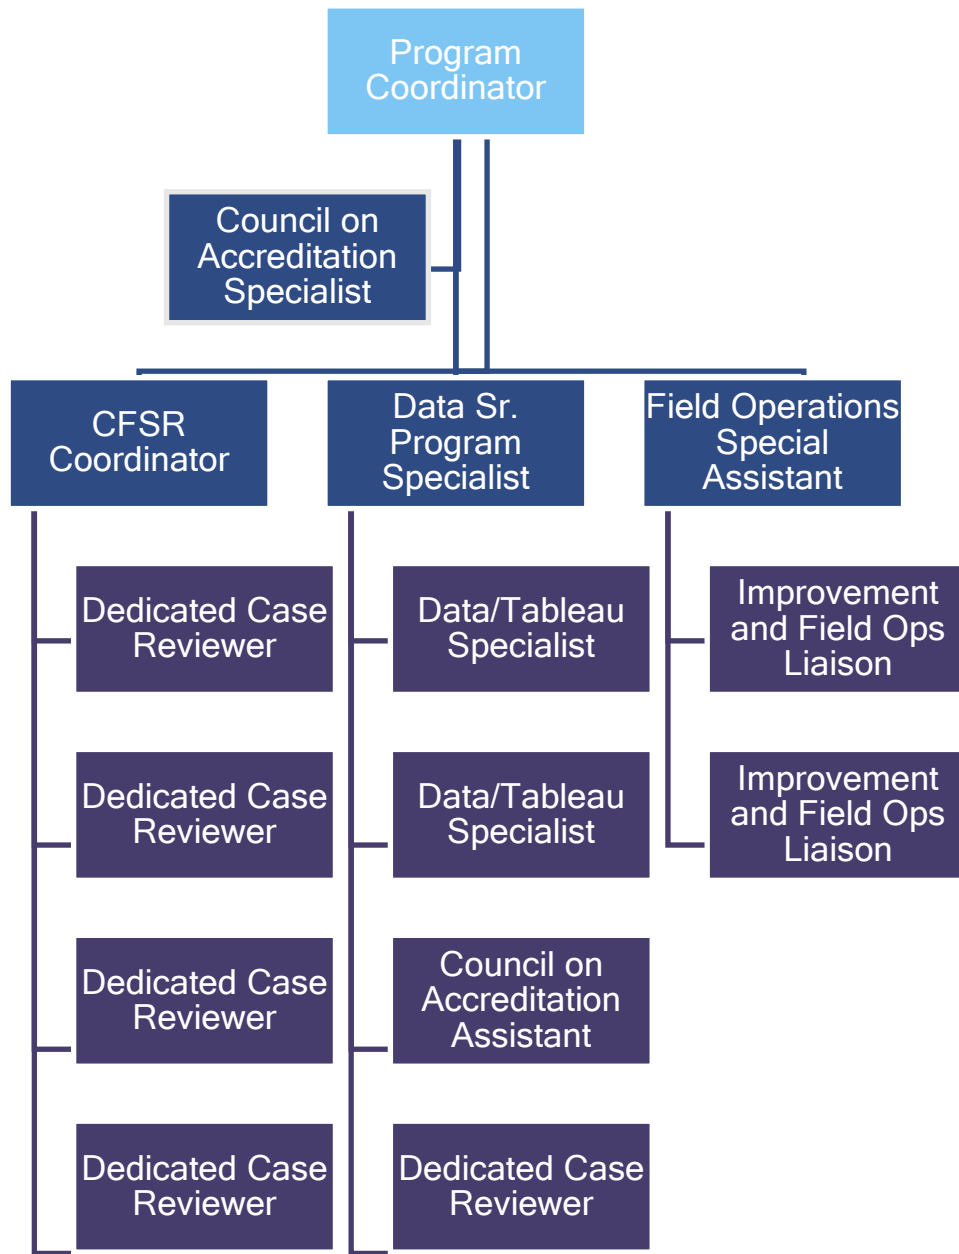 Program
Coordinator
Council on
Accreditation
Specialist
CFSR
Coordinator
Data Sr.
Program
Specialist
Field Operations
Special
Assistant
Dedicated Case
Reviewer
Data/Tableau
Specialist
Improvement
and Field Ops
Liaison
Dedicated Case
Reviewer
Data/Tableau
Specialist
Improvement
and Field Ops
Liaison
Dedicated Case
Reviewer
Council on
Accreditation
Assistant
Dedicated Case
Reviewer
Dedicated Case
Reviewer